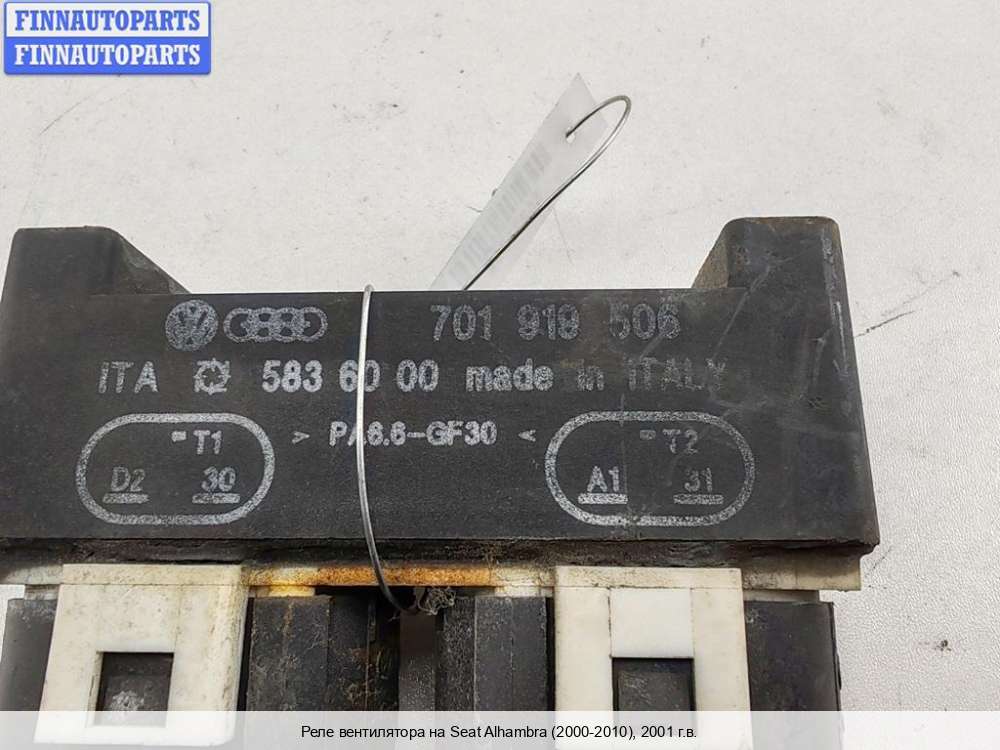 FINNAUTOPARTS
FINNAUTOPARTS
701 919 506
ITA 583 60 00 made in ITALY
T1
D2 30
> PA6.6-GF30 <
T2
A1 31
Реле вентилятора на Seat Alhambra (2000-2010), 2001 г.в.